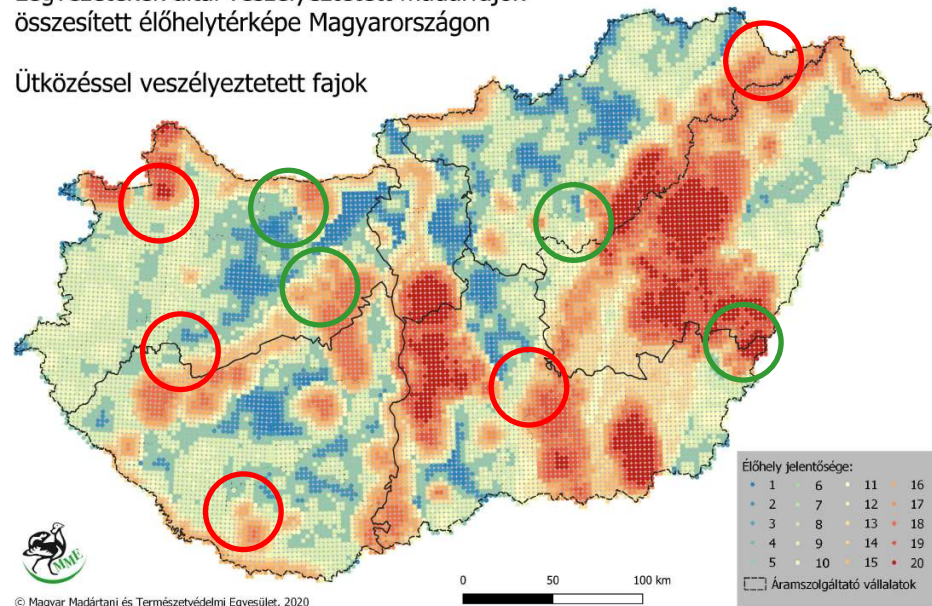 összesített élőhelytérképe Magyarországon
Ütközéssel veszélyeztetett fajok
Élőhely jelentősége:
1 6 11 16
2 7 12 17
3 8 13 18
4 9 14 19
5 10 15 20
Áramszolgáltató vállalatok
MME
0 50 100 km
© Magyar Madártani és Természetvédelmi Egyesület, 2020